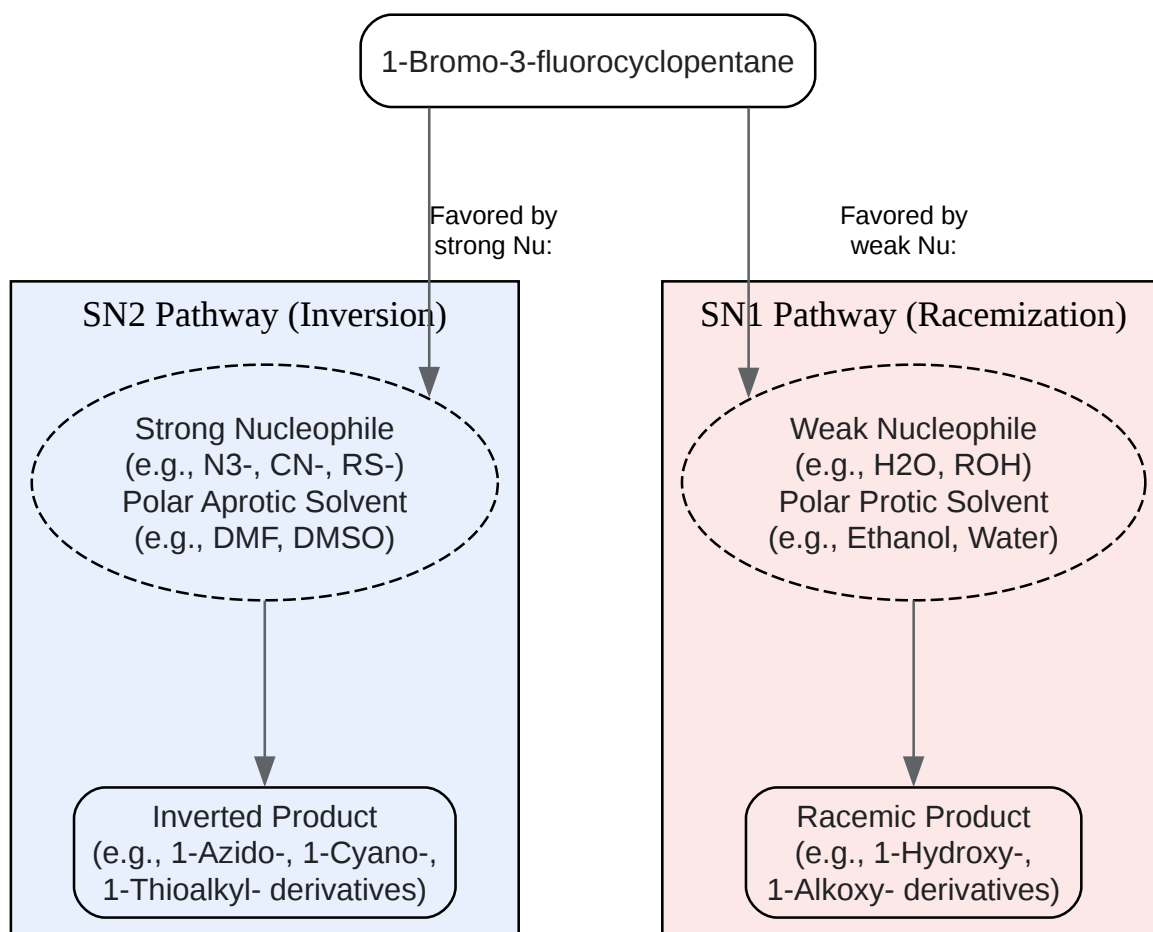 1-Bromo-3-fluorocyclopentane
Favored by
strong Nu:
Favored by
weak Nu:
SN2 Pathway (Inversion)
Strong Nucleophile
(e.g., N3-, CN-, RS-)
Polar Aprotic Solvent
(e.g., DMF, DMSO)
Inverted Product
(e.g., 1-Azido-, 1-Cyano-,
1-Thioalkyl- derivatives)
SN1 Pathway (Racemization)
Weak Nucleophile
(e.g., H2O, ROH)
Polar Protic Solvent
(e.g., Ethanol, Water)
Racemic Product
(e.g., 1-Hydroxy-,
1-Alkoxy- derivatives)